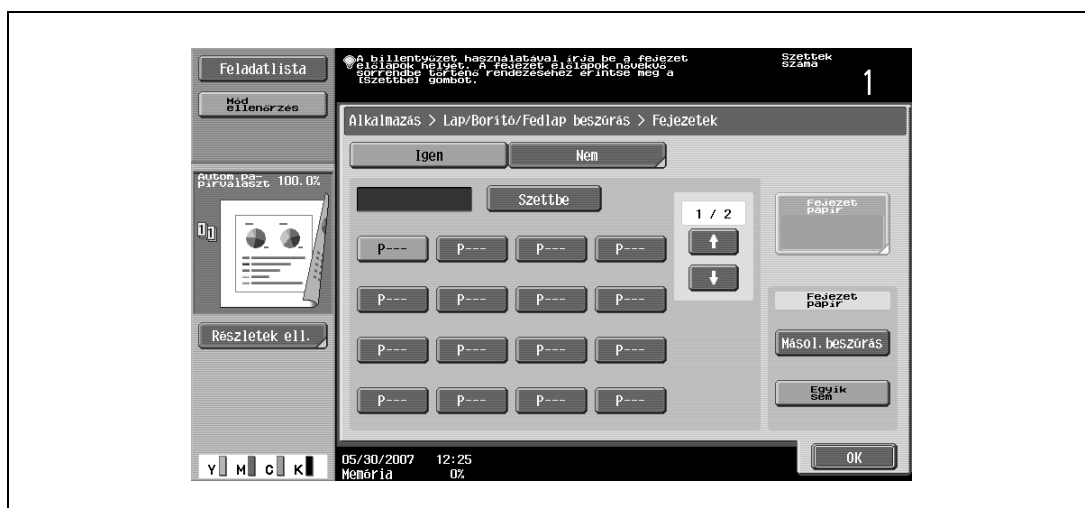 Feladatlista
Mód
ellenőrzés
A billentyűzet használatával írja be a fejezet
előlapok helyét. A fejezet előlapok növekvő
sorrendbe történő rendezéséhez érintse meg a
[Szettbe] gombot.
Szettek
száma
1
Alkalmazás > Lap/Borító/Fedlap beszúrás > Fejezetek
Igen
Nem
Autom.pa-
pírválaszt 100.0%
Szettbe
1 / 2
Fejezet
papír
P--- P--- P--- P---
P--- P--- P--- P---
Fejezet
papír
Részletek ell.
P--- P--- P--- P---
Másol.beszúrás
P--- P--- P--- P---
Egyik
sem
Y M C K
05/30/2007 12:25
Memória 0%
OK